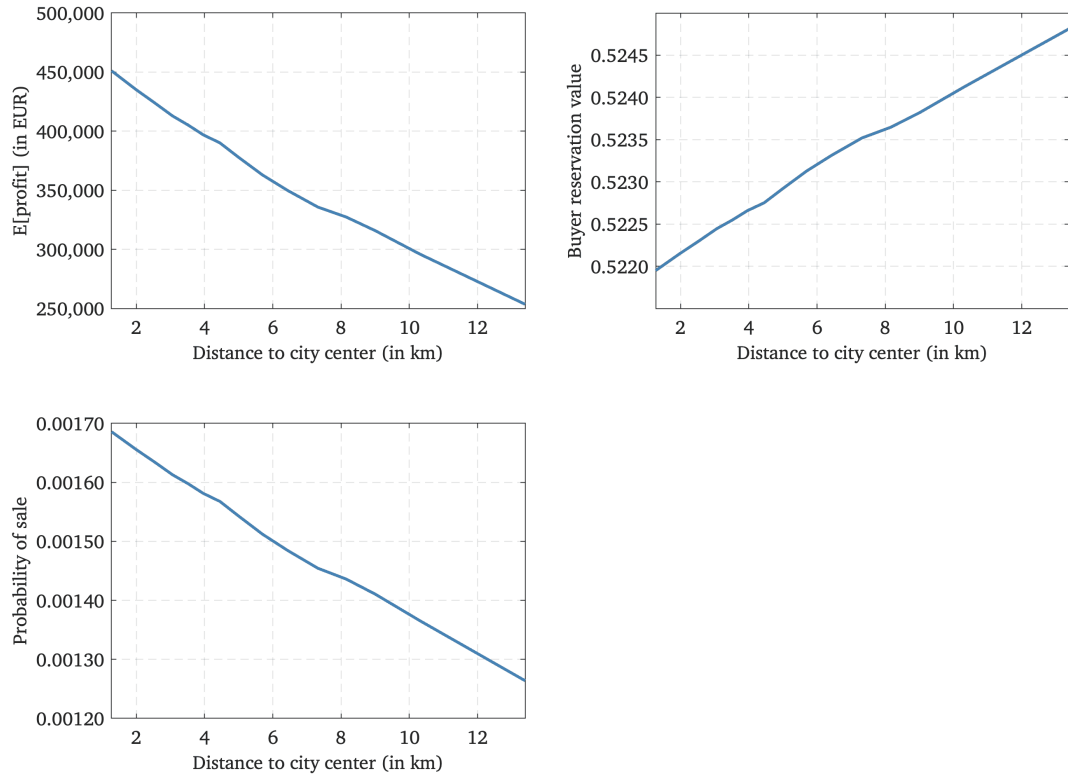 500,000
450,000
400,000
350,000
300,000
250,000
E[profit] (in EUR)
2 4 6 8 10 12
Distance to city center (in km)
0.5245
0.5240
0.5235
0.5230
0.5225
0.5220
Buyer reservation value
2 4 6 8 10 12
Distance to city center (in km)
0.00170
0.00160
0.00150
0.00140
0.00130
0.00120
Probability of sale
2 4 6 8 10 12
Distance to city center (in km)